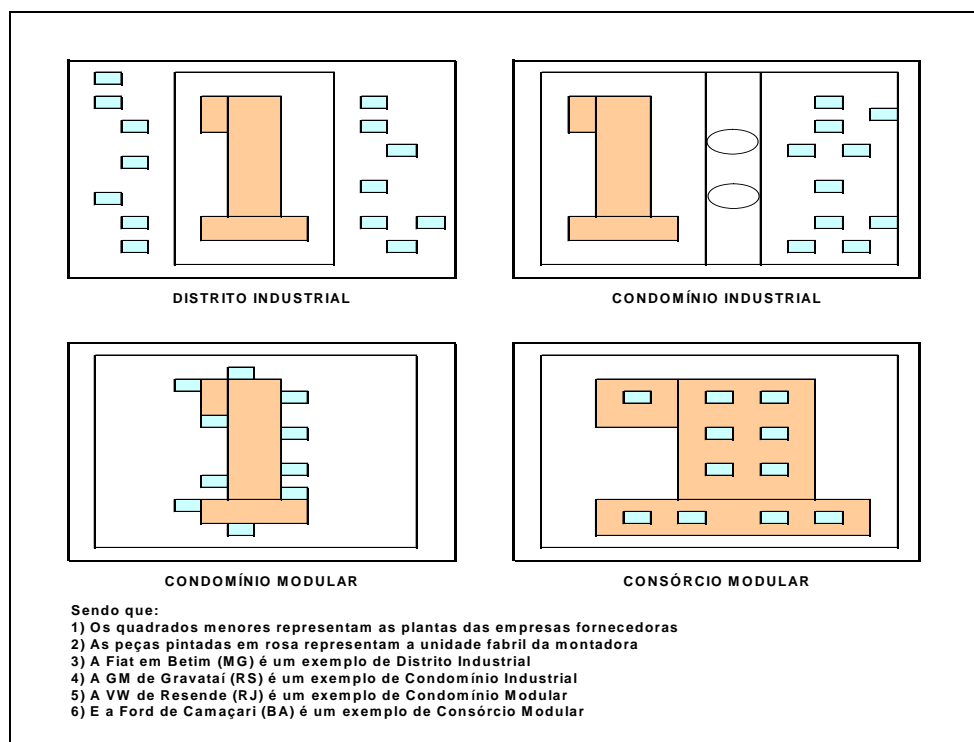 DISTRITO INDUSTRIAL
CONDOMÍNIO INDUSTRIAL
CONDOMÍNIO MODULAR
CONSÓRCIO MODULAR
Sendo que:
1) Os quadrados menores representam as plantas das empresas fornecedoras
2) As peças pintadas em rosa representam a unidade fabril da montadora
3) A Fiat em Betim (MG) é um exemplo de Distrito Industrial
4) A GM de Gravataí (RS) é um exemplo de Condomínio Industrial
5) A VW de Resende (RJ) é um exemplo de Condomínio Modular
6) E a Ford de Camaçari (BA) é um exemplo de Consórcio Modular